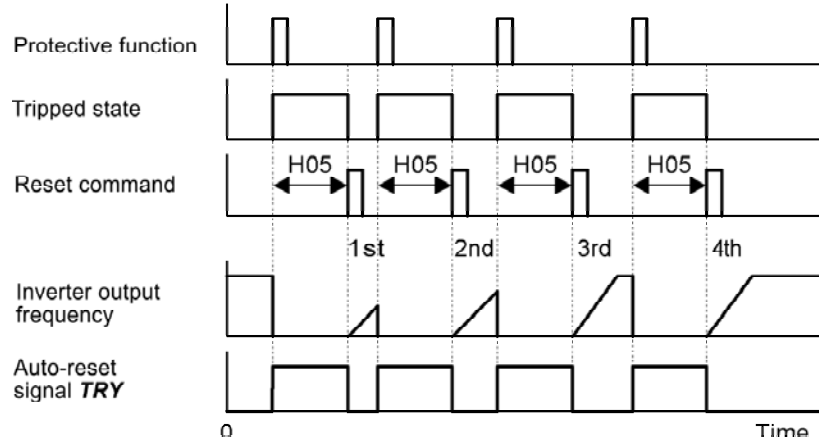 Protective function
Tripped state
H05 H05 H05 H05
Reset command
1st 2nd 3rd 4th
Inverter output
frequency
Auto-reset
signal TRY
0 Time